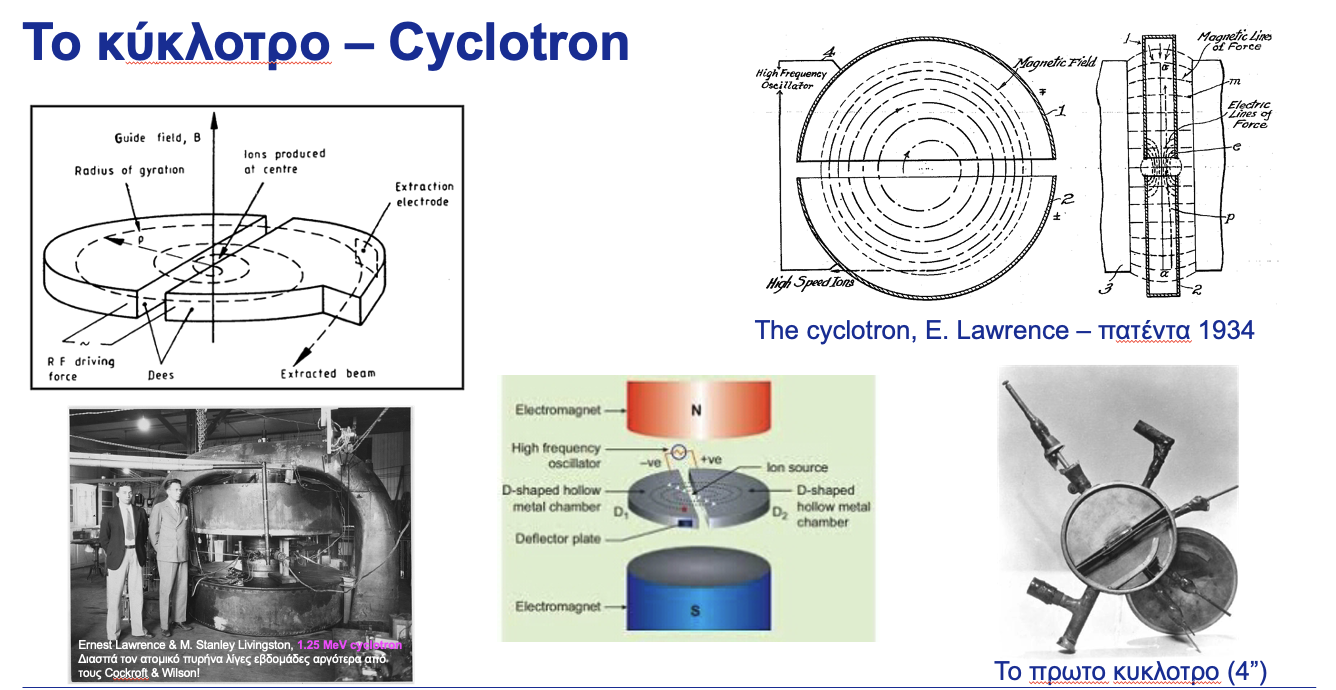 Το κύκλοτρο – Cyclotron
Guide field, B
Radius of gyration
Ions produced
at centre
Extraction
electrode
ρ
~
RF driving
force
Dees
Extracted beam
4
High Frequency
Oscillator
Magnetic Field
∓
1
2
±
High Speed Ions
1
Magnetic Lines
of Force
a
m
Electric
Lines of
Force
e
p
a
3
2
The cyclotron, E. Lawrence – πατέντα 1934
Ernest Lawrence & M. Stanley Livingston, 1.25 MeV cyclotron
Διασπά τον ατομικό πυρήνα λίγες εβδομάδες αργότερα από
τους Cockroft & Wilson!
Electromagnet
N
High frequency
oscillator
–ve
+ve
Ion source
D-shaped hollow
metal chamber
D1
D2
D-shaped
hollow metal
chamber
Deflector plate
Electromagnet
S
Το πρωτο κυκλοτρο (4”)